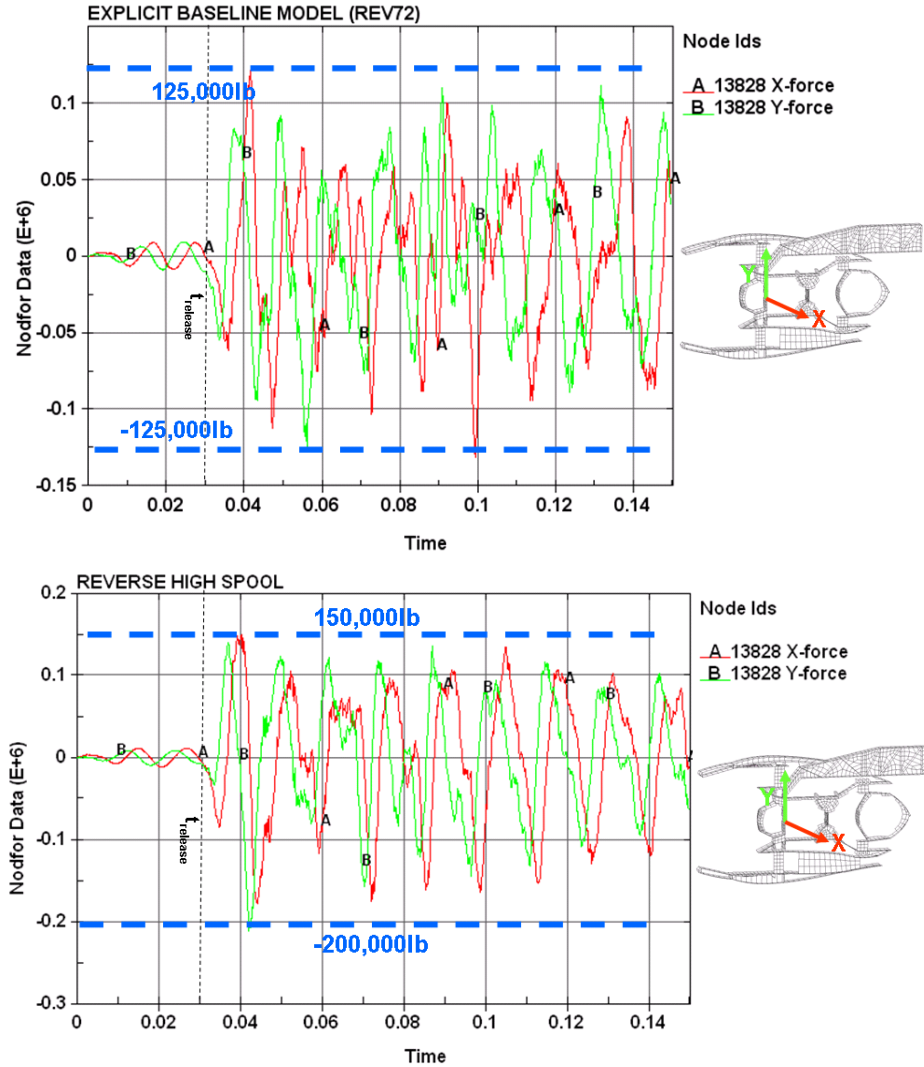 EXPLICIT BASELINE MODEL (REV72)
Node Ids
A 13828 X-force
B 13828 Y-force
125,000lb
-125,000lb
Nodfor Data (E+6)
0.1
0.05
0
-0.05
-0.1
-0.15
B
A
B
A
B
A
B
A
B
A
t release
0
0.02
0.04
0.06
0.08
0.1
0.12
0.14
Time
Y
X
REVERSE HIGH SPOOL
Node Ids
A 13828 X-force
B 13828 Y-force
150,000lb
-200,000lb
Nodfor Data (E+6)
0.2
0.1
0
-0.1
-0.2
-0.3
B
A
B
A
B
A
B
A
B
t release
0
0.02
0.04
0.06
0.08
0.1
0.12
0.14
Time
Y
X